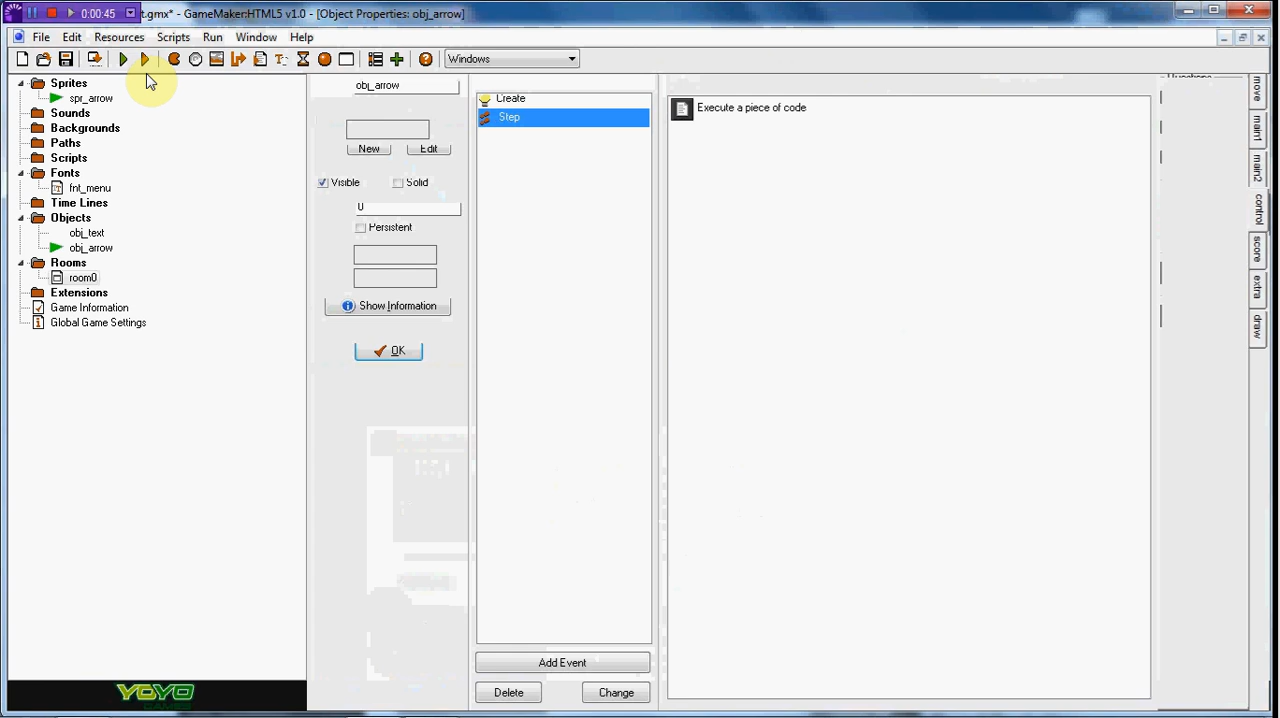 0:00:45
t.gmx* - GameMakerHTML5 v1.0 - [Object Properties: obj_arrow]
File Edit Resources Scripts Run Window Help
Windows
Sprites
spr_arrow
Sounds
Backgrounds
Paths
Scripts
Fonts
fnt_menu
Time Lines
Objects
obj_text
obj_arrow
Rooms
room0
Extensions
Game Information
Global Game Settings
YOYO
GAMES
obj_arrow
New Edit
Visible Solid
0
Persistent
Show Information
OK
Create
Step
Add Event
Delete Change
Execute a piece of code
move
main1
main2
control
score
extra
draw